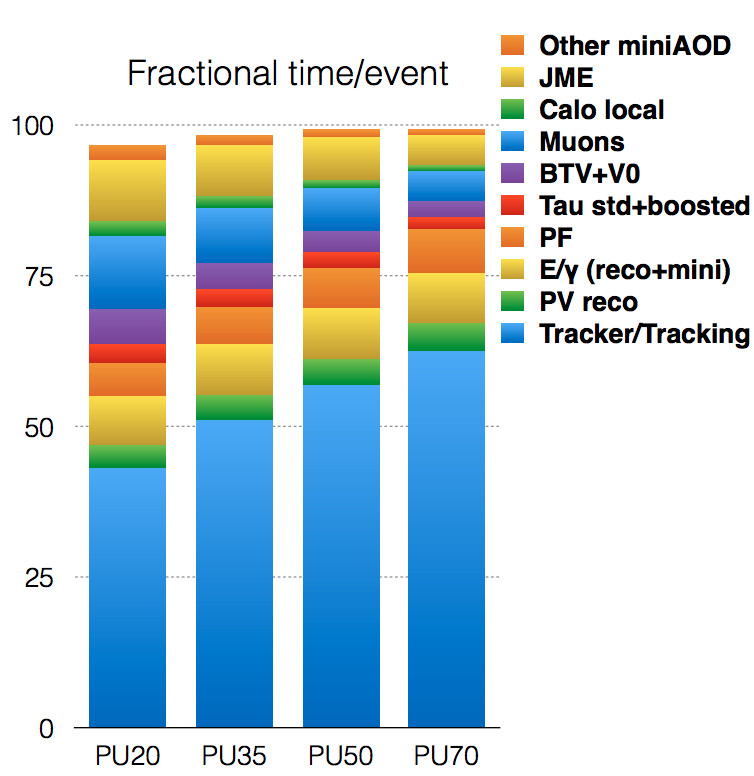 Fractional time/event
Other miniAOD
JME
Calo local
Muons
BTV+V0
Tau std+boosted
PF
E/γ (reco+mini)
PV reco
Tracker/Tracking
100
75
50
25
0
PU20
PU35
PU50
PU70